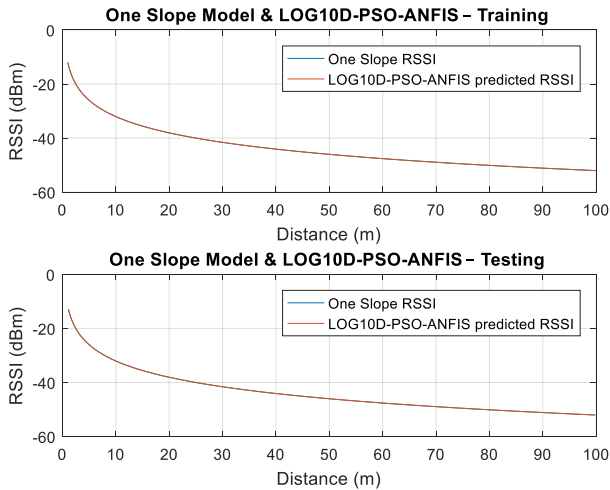 One Slope Model & LOG10D-PSO-ANFIS – Training
0
-20
-40
-60
RSSI (dBm)
One Slope RSSI
LOG10D-PSO-ANFIS predicted RSSI
0 10 20 30 40 50 60 70 80 90 100
Distance (m)
One Slope Model & LOG10D-PSO-ANFIS – Testing
0
-20
-40
-60
RSSI (dBm)
One Slope RSSI
LOG10D-PSO-ANFIS predicted RSSI
0 10 20 30 40 50 60 70 80 90 100
Distance (m)